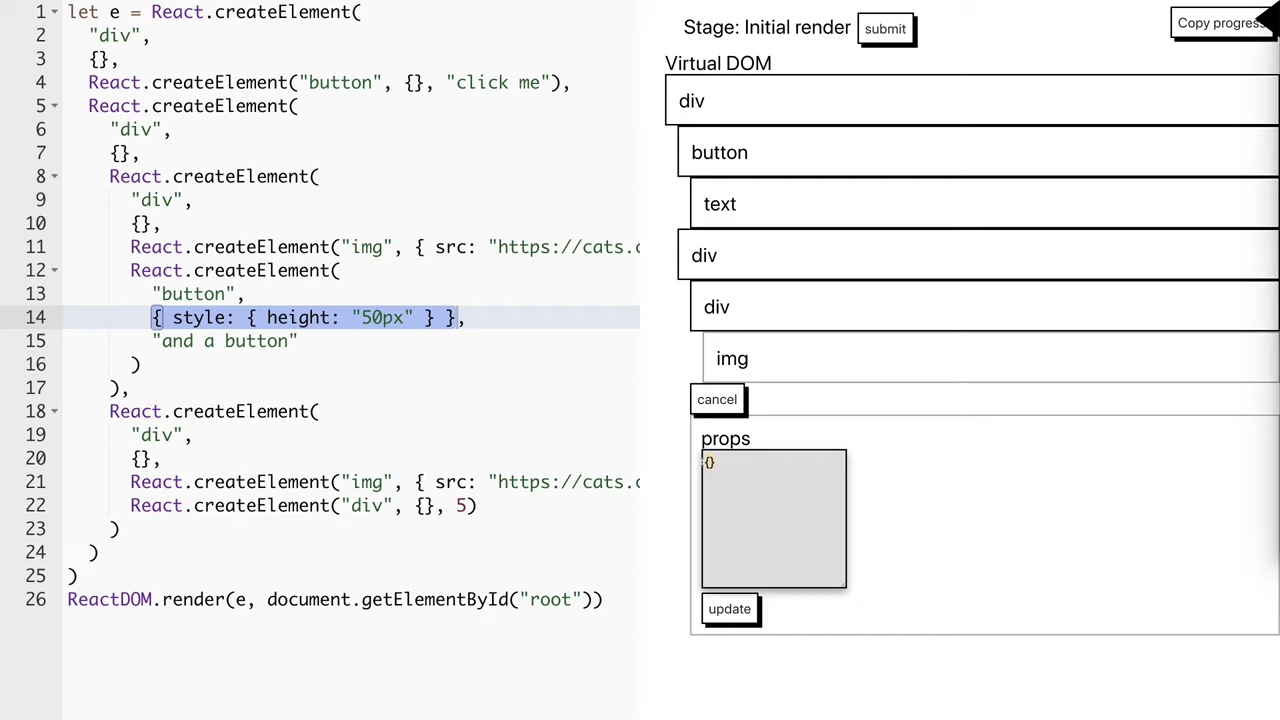 1 let e = React.createElement(
2 "div",
3 {},
4 React.createElement("button", {}, "click me"),
5 React.createElement(
6 "div",
7 {},
8 React.createElement(
9 "div",
10 {},
11 React.createElement("img", { src: "https://cats.c
12 React.createElement(
13 "button",
14 { style: { height: "50px" } },
15 "and a button"
16 )
17 ),
18 React.createElement(
19 "div",
20 {},
21 React.createElement("img", { src: "https://cats.c
22 React.createElement("div", {}, 5)
23 )
24 )
25 )
26 ReactDOM.render(e, document.getElementById("root"))
Stage: Initial render submit
Copy progress
Virtual DOM
div
button
text
div
div
img
cancel
props
{}
update